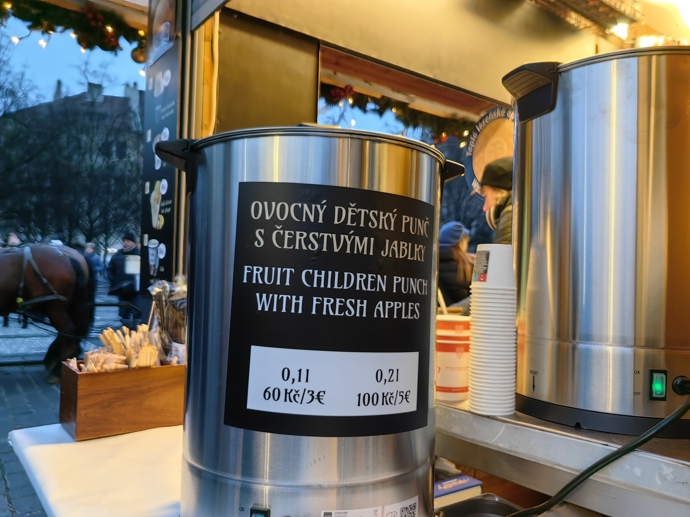 OVOCNÝ DĚTSKÝ PUNČ
S ČERSTVÝMI JABLKY
FRUIT CHILDREN PUNCH
WITH FRESH APPLES
0,1l 0,2l
60 Kč/3€ 100 Kč/5€